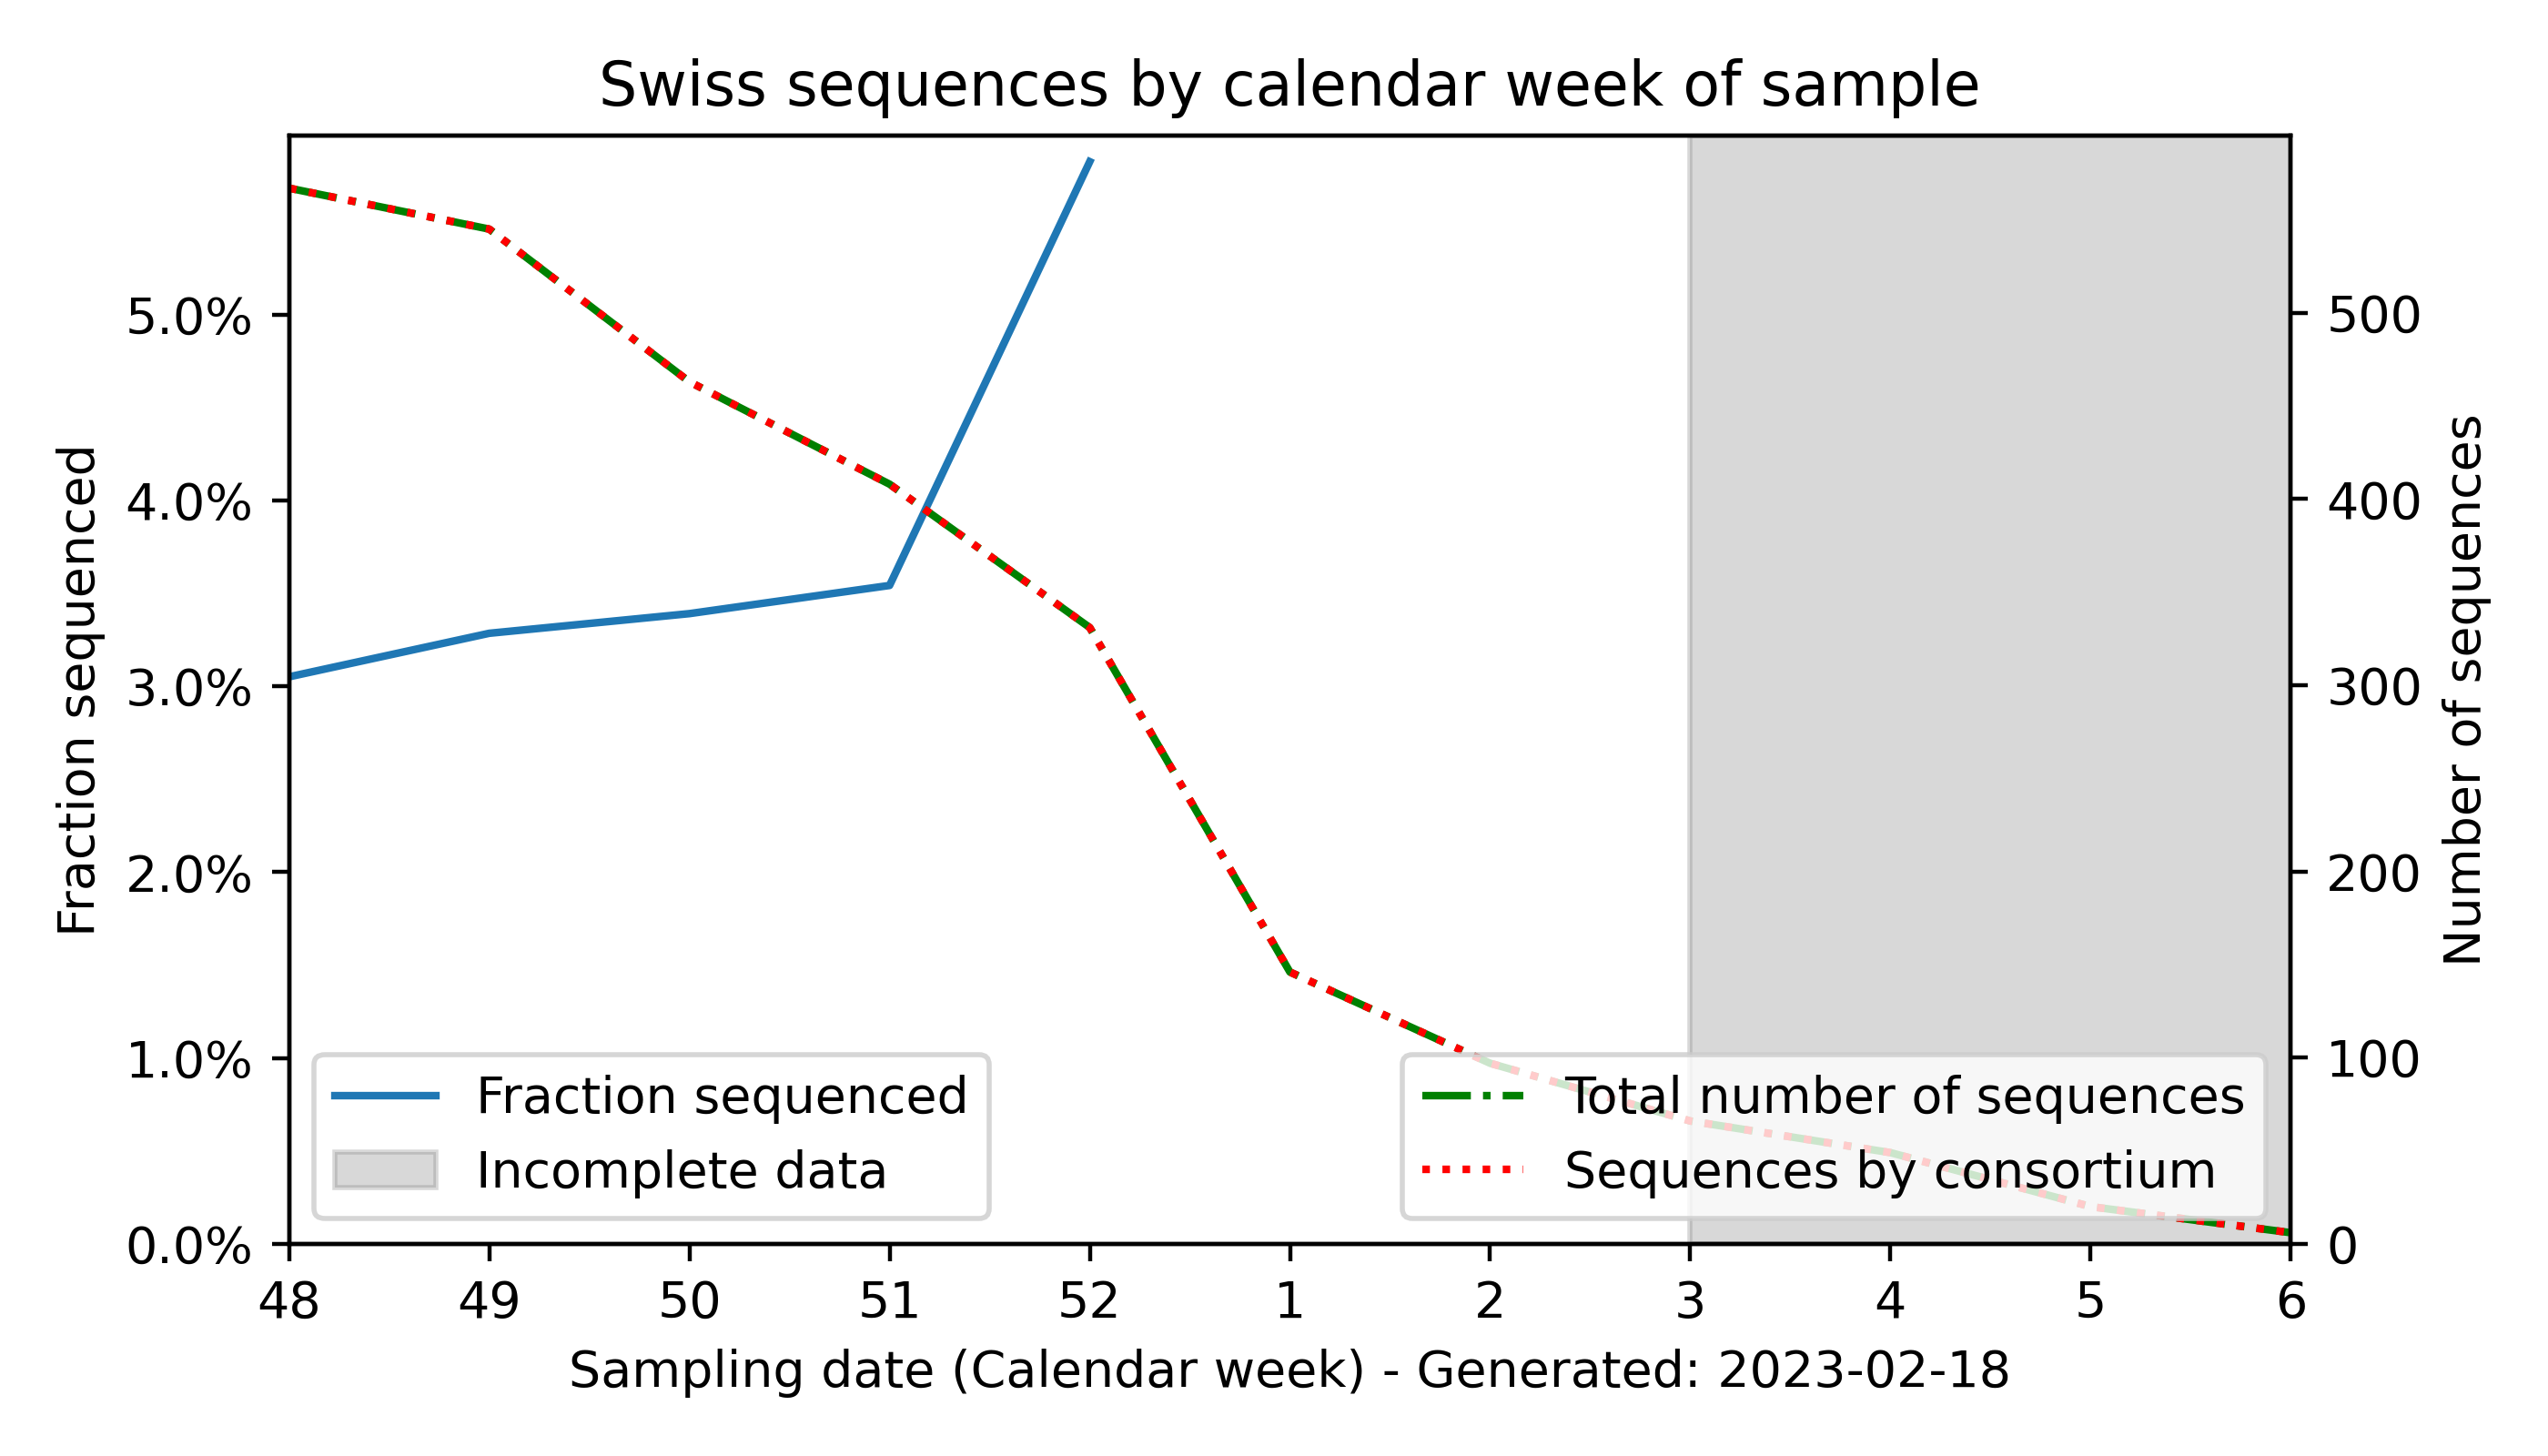 Swiss sequences by calendar week of sample
Fraction sequenced
5.0%
4.0%
3.0%
2.0%
1.0%
0.0%
500
400
300
200
100
0
Number of sequences
Fraction sequenced
Incomplete data
Total number of sequences
Sequences by consortium
48 49 50 51 52 1 2 3 4 5 6
Sampling date (Calendar week) - Generated: 2023-02-18